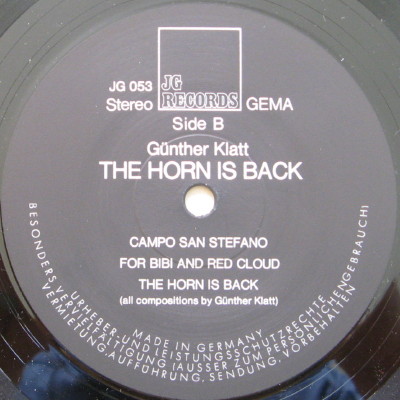 JG
RECORDS
JG 053
Stereo
GEMA
Side B
Günther Klatt
THE HORN IS BACK
CAMPO SAN STEFANO
FOR BIBI AND RED CLOUD
THE HORN IS BACK
(all compositions by Günther Klatt)
MADE IN GERMANY
URHEBER- UND LEISTUNGSSCHUTZRECHTE
BESONDERS VERVIELFÄLTIGUNG (AUSSER ZUM PERSÖNLICHEN GEBRAUCH)
VERMIETUNG, AUFFÜHRUNG, SENDUNG, VORBEHALTEN